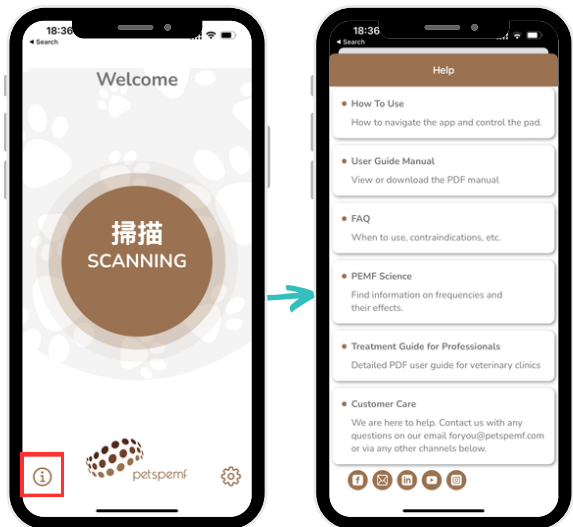 18:36
◂ Search
Welcome
掃描
SCANNING
petspemf
18:36
◂ Search
Help
How To Use
How to navigate the app and control the pad.
User Guide Manual
View or download the PDF manual
FAQ
When to use, contraindications, etc.
PEMF Science
Find information on frequencies and
their effects.
Treatment Guide for Professionals
Detailed PDF user guide for veterinary clinics
Customer Care
We are here to help. Contact us with any
questions on our email foryou@petspemf.com
or via any other channels below.